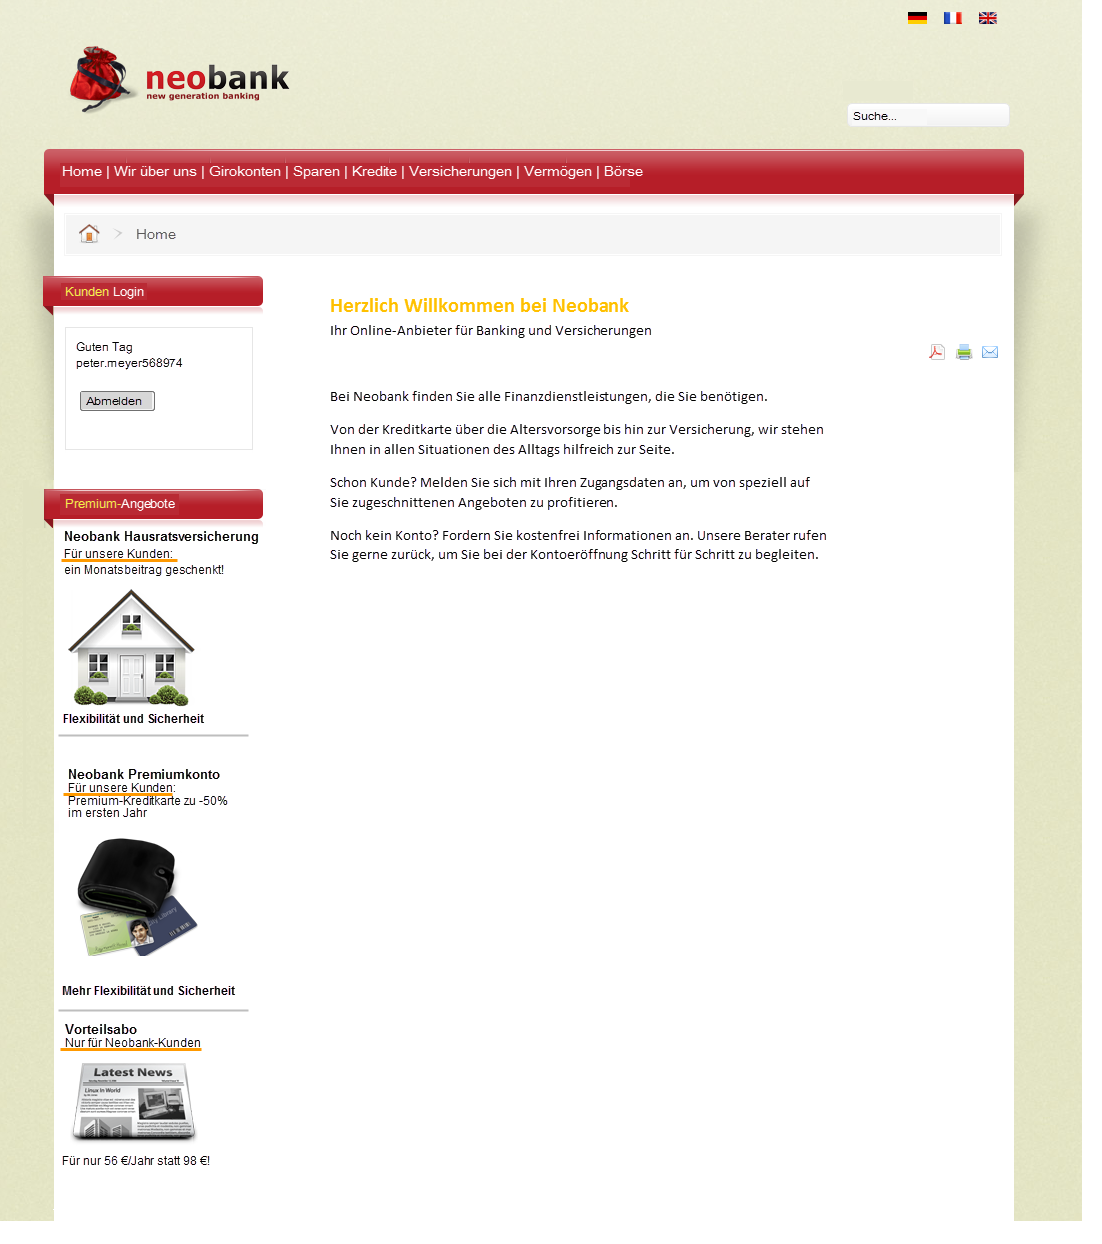 neobank
new generation banking
Suche...
Home | Wir über uns | Girokonten | Sparen | Kredite | Versicherungen | Vermögen | Börse
Home
Kunden Login
Guten Tag
peter.meyer568974
Abmelden
Herzlich Willkommen bei Neobank
Ihr Online-Anbieter für Banking und Versicherungen
Bei Neobank finden Sie alle Finanzdienstleistungen, die Sie benötigen.
Von der Kreditkarte über die Altersvorsorge bis hin zur Versicherung, wir stehen
Ihnen in allen Situationen des Alltags hilfreich zur Seite.
Schon Kunde? Melden Sie sich mit Ihren Zugangsdaten an, um von speziell auf
Sie zugeschnittenen Angeboten zu profitieren.
Noch kein Konto? Fordern Sie kostenfrei Informationen an. Unsere Berater rufen
Sie gerne zurück, um Sie bei der Kontoeröffnung Schritt für Schritt zu begleiten.
Premium-Angebote
Neobank Hausratsversicherung
Für unsere Kunden:
ein Monatsbeitrag geschenkt!
Flexibilität und Sicherheit
Neobank Premiumkonto
Für unsere Kunden:
Premium-Kreditkarte zu -50%
im ersten Jahr
Library
Mehr Flexibilität und Sicherheit
Vorteilsabo
Nur für Neobank-Kunden
Latest News
Linux In World
Für nur 56 €/Jahr statt 98 €!